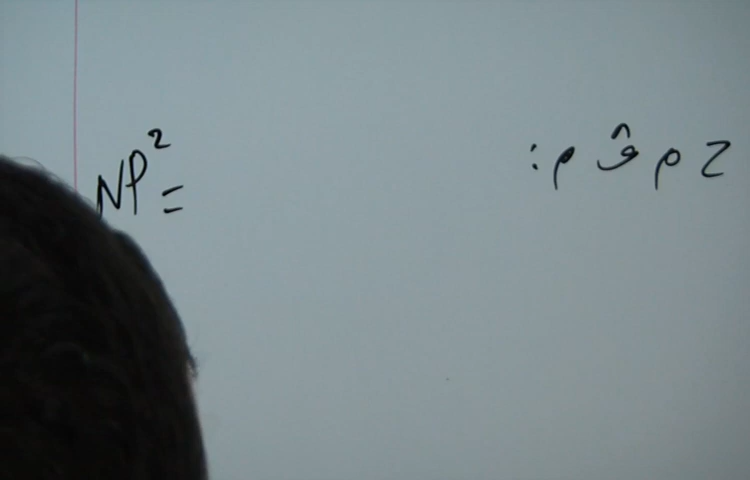 ح م ق م :
NP² =